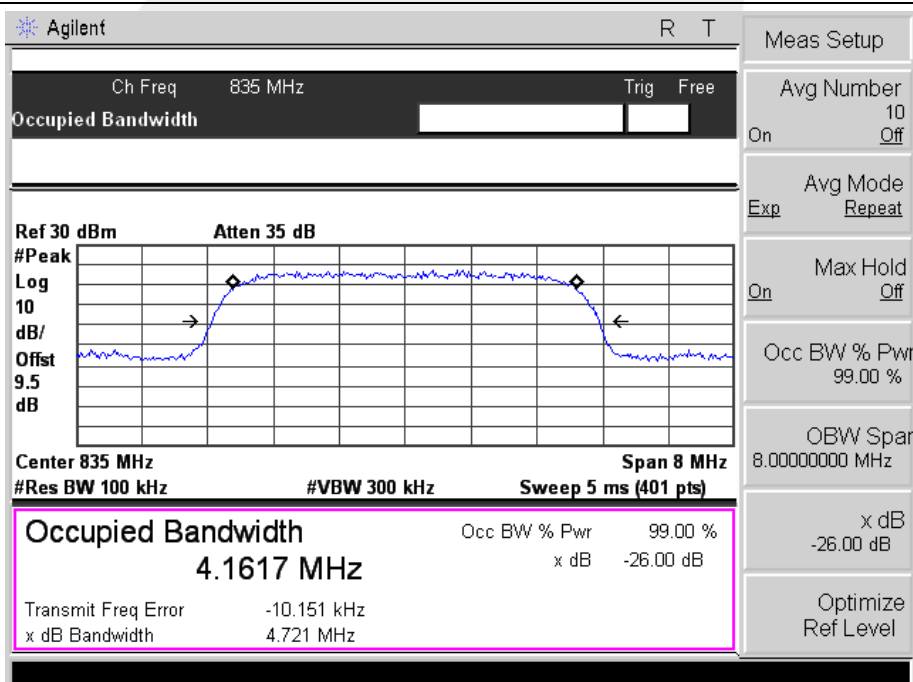 Agilent R T
Ch Freq 835 MHz Trig Free
Occupied Bandwidth
Ref 30 dBm Atten 35 dB
#Peak
Log
10
dB/
Offst
9.5
dB
Center 835 MHz Span 8 MHz
#Res BW 100 kHz #VBW 300 kHz Sweep 5 ms (401 pts)
Occupied Bandwidth
4.1617 MHz
Occ BW % Pwr 99.00 %
x dB -26.00 dB
Transmit Freq Error -10.151 kHz
x dB Bandwidth 4.721 MHz
Meas Setup
Avg Number
10
On Off
Avg Mode
Exp Repeat
Max Hold
On Off
Occ BW % Pwr
99.00 %
OBW Span
8.00000000 MHz
x dB
-26.00 dB
Optimize
Ref Level